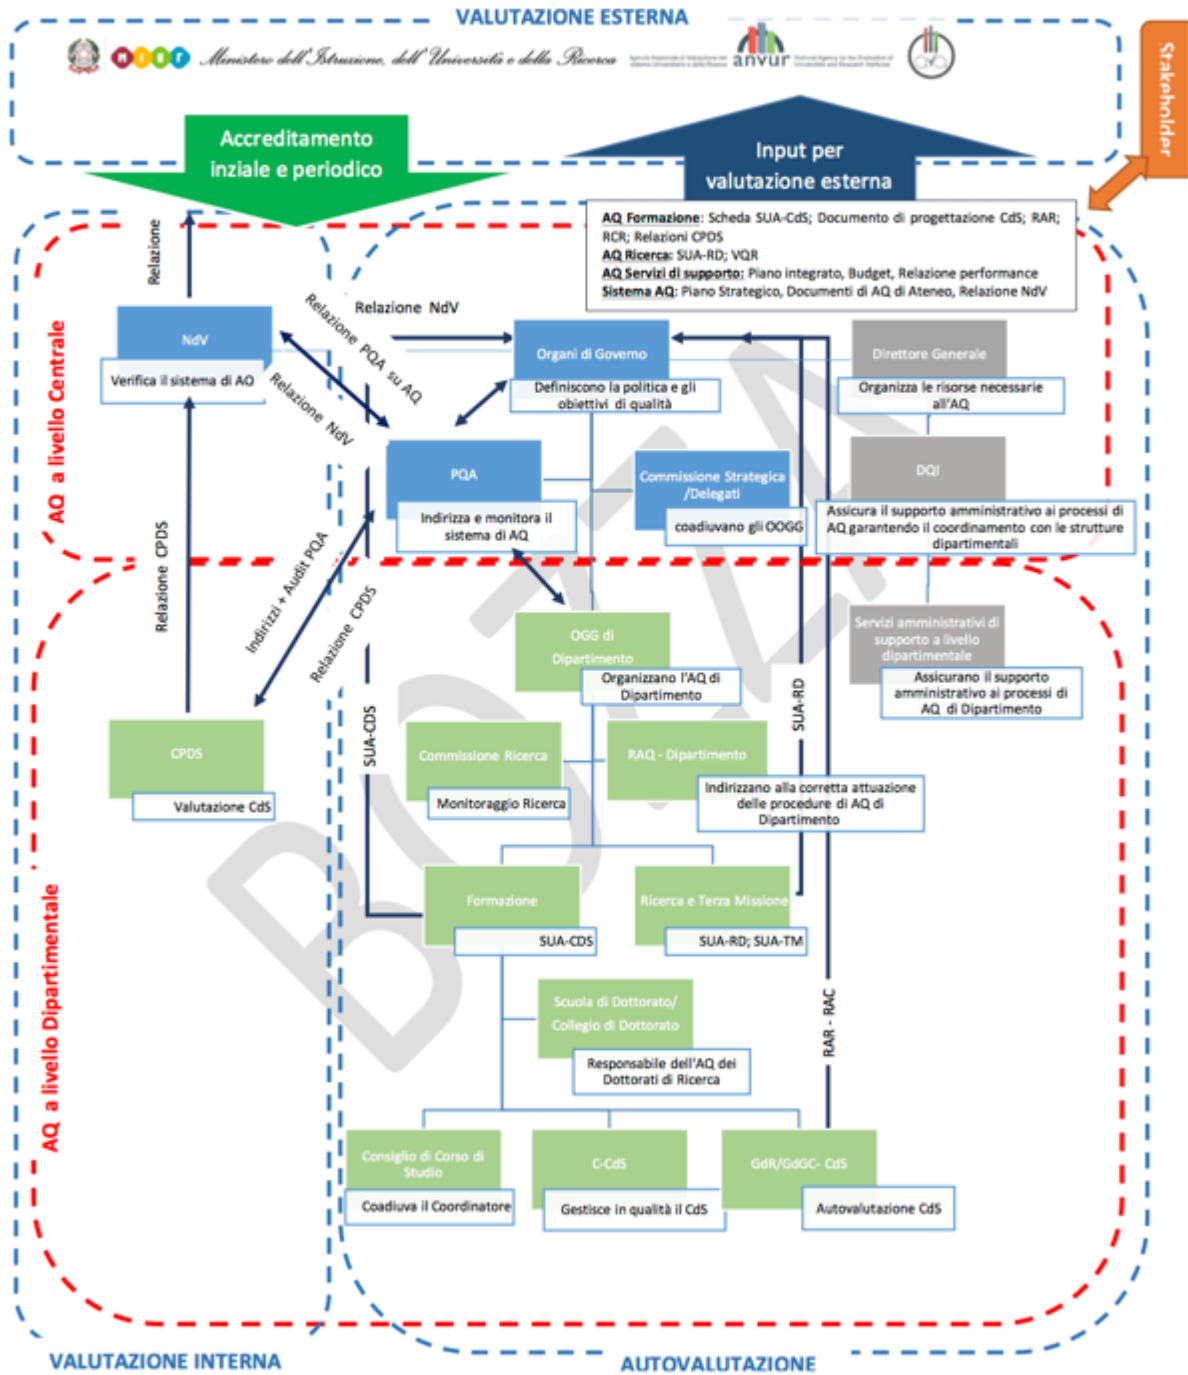 VALUTAZIONE ESTERNA
Ministero dell'Istruzione, dell'Università e della Ricerca
anvur
Stakeholder
Accreditamento
inziale e periodico
Input per
valutazione esterna
AQ Formazione: Scheda SUA-CdS; Documento di progettazione CdS; RAR;
RCR; Relazioni CPDS
AQ Ricerca: SUA-RD; VQR
AQ Servizi di supporto: Piano integrato, Budget, Relazione performance
Sistema AQ: Piano Strategico, Documenti di AQ di Ateneo, Relazione NdV
Relazione
Relazione NdV
Relazione PQA su AQ
Relazione NdV
AQ a livello Centrale
NdV
Verifica il sistema di AQ
Organi di Governo
Definiscono la politica e gli
obiettivi di qualità
Direttore Generale
Organizza le risorse necessarie
all'AQ
PQA
Indirizza e monitora il
sistema di AQ
Commissione Strategica
/Delegati
coadiuvano gli OOGG
DQI
Assicura il supporto amministrativo ai processi di
AQ garantendo il coordinamento con le strutture
dipartimentali
Relazione CPDS
Indirizzi + Audit PQA
Relazione CPDS
SUA-CDS
SUA-RD
RAR - RAC
OGG di
Dipartimento
Organizzano l'AQ di
Dipartimento
Servizi amministrativi di
supporto a livello
dipartimentale
Assicurano il supporto
amministrativo ai processi di
AQ di Dipartimento
CPDS
Valutazione CdS
Commissione Ricerca
Monitoraggio Ricerca
RAQ - Dipartimento
Indirizzano alla corretta attuazione
delle procedure di AQ di
Dipartimento
AQ a livello Dipartimentale
Formazione
SUA-CDS
Ricerca e Terza Missione
SUA-RD; SUA-TM
Scuola di Dottorato/
Collegio di Dottorato
Responsabile dell'AQ dei
Dottorati di Ricerca
Consiglio di Corso di
Studio
Coadiuva il Coordinatore
C-CdS
Gestisce in qualità il CdS
GdR/GdGC- CdS
Autovalutazione CdS
BOZZA
VALUTAZIONE INTERNA
AUTOVALUTAZIONE